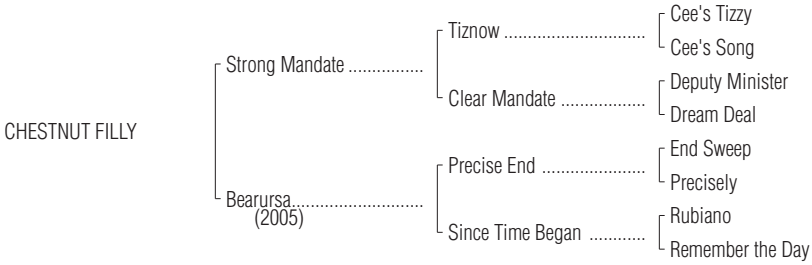 Cee's Tizzy
Tiznow ..............................
Cee's Song
Strong Mandate ................
Deputy Minister
Clear Mandate ..................
Dream Deal
CHESTNUT FILLY
End Sweep
Precise End ......................
Precisely
Bearursa............................
(2005)
Rubiano
Since Time Began ............
Remember the Day